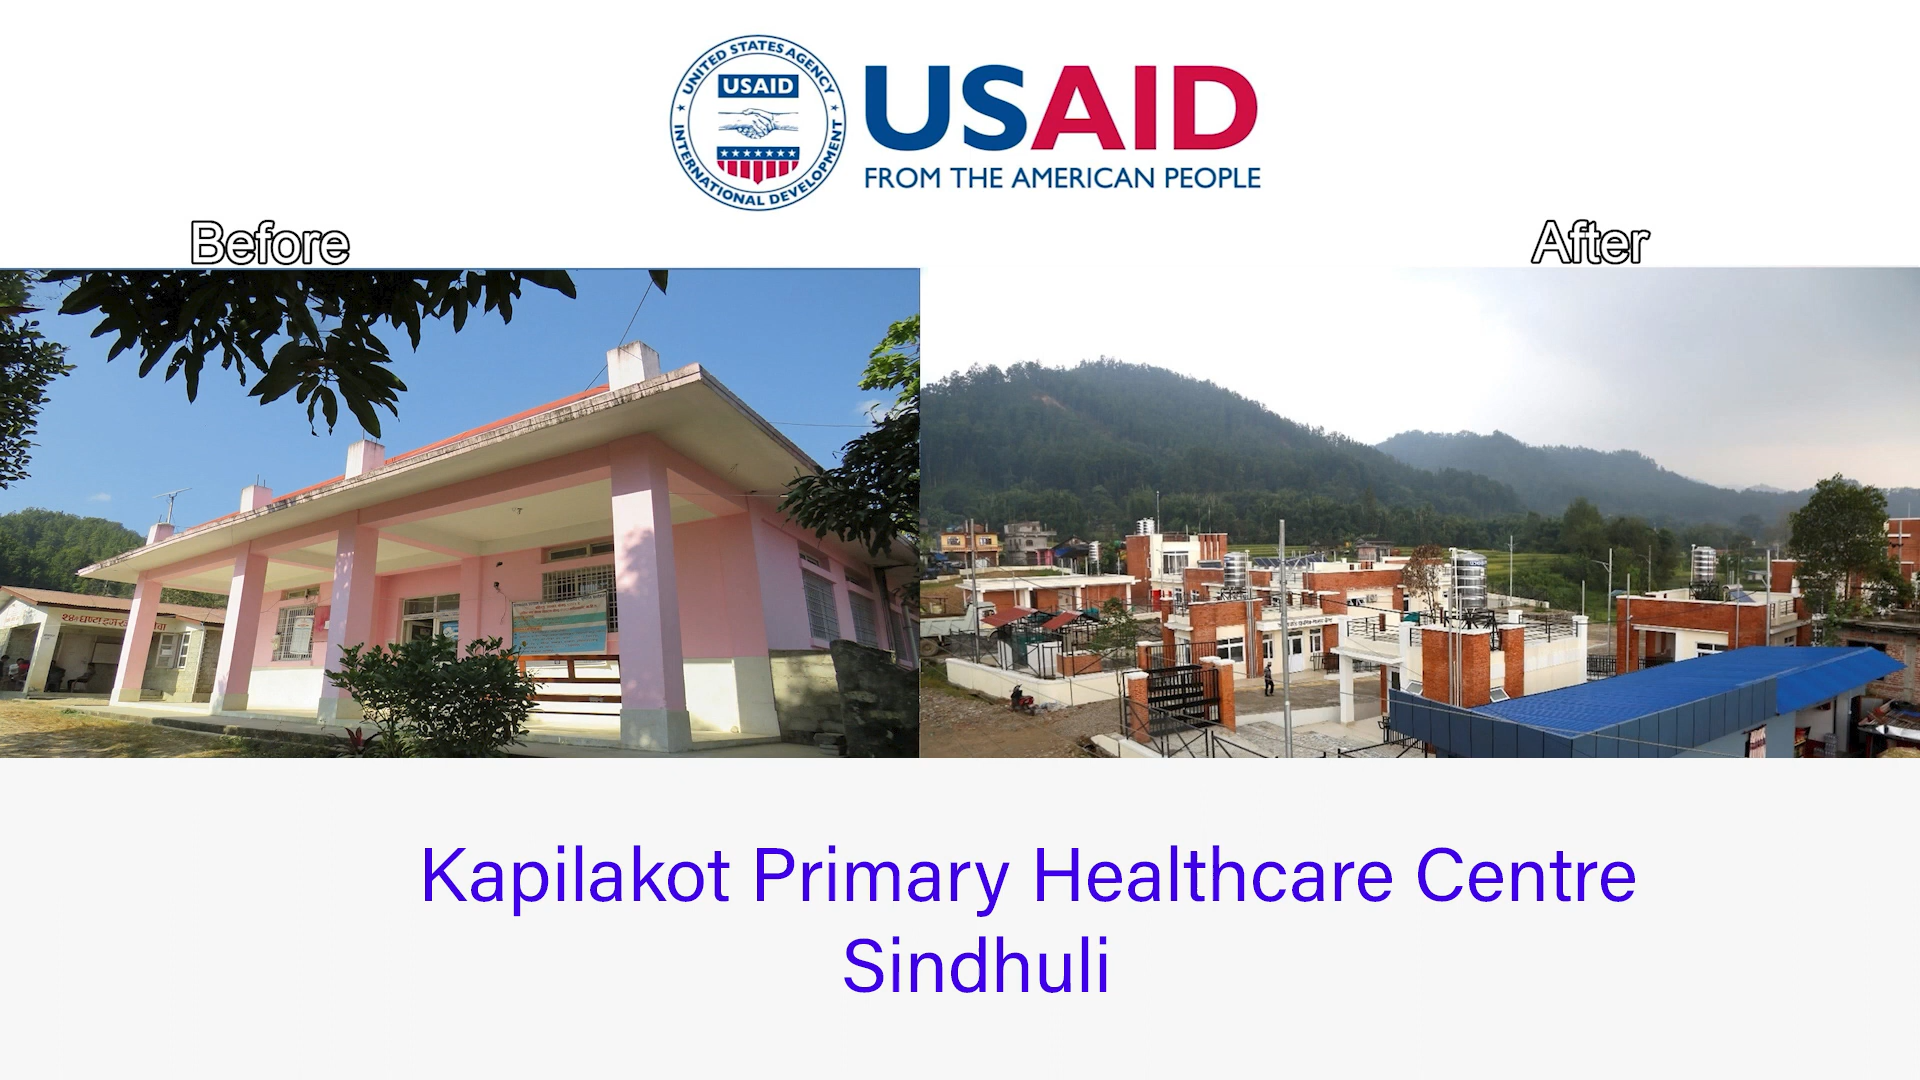 UNITED STATES AGENCY
USAID
INTERNATIONAL DEVELOPMENT
USAID
FROM THE AMERICAN PEOPLE
Before
After
Kapilakot Primary Healthcare Centre
Sindhuli